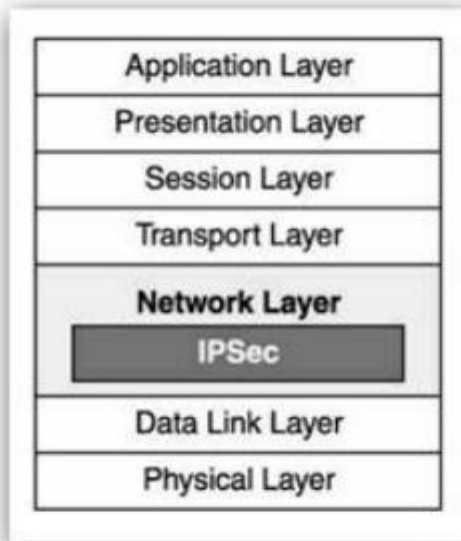 Application Layer
Presentation Layer
Session Layer
Transport Layer
Network Layer
IPSec
Data Link Layer
Physical Layer